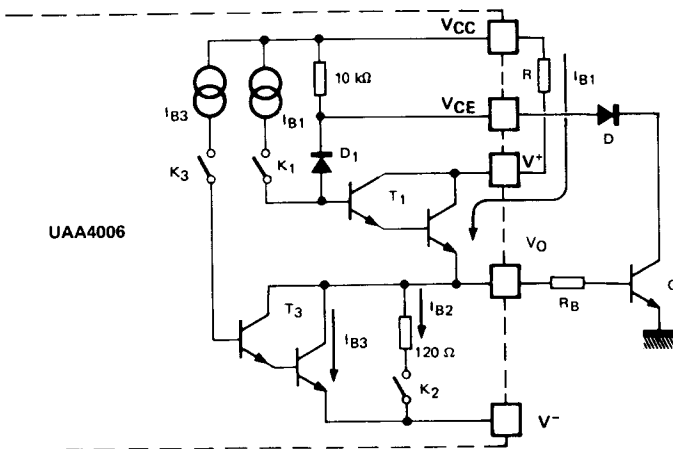 VCC
R
IB1
10 kΩ
VCE
IB3
IB1
D
D1
V+
K3
K1
T1
UAA4006
VO
T3
IB2
RB
IB3
120 Ω
K2
V−